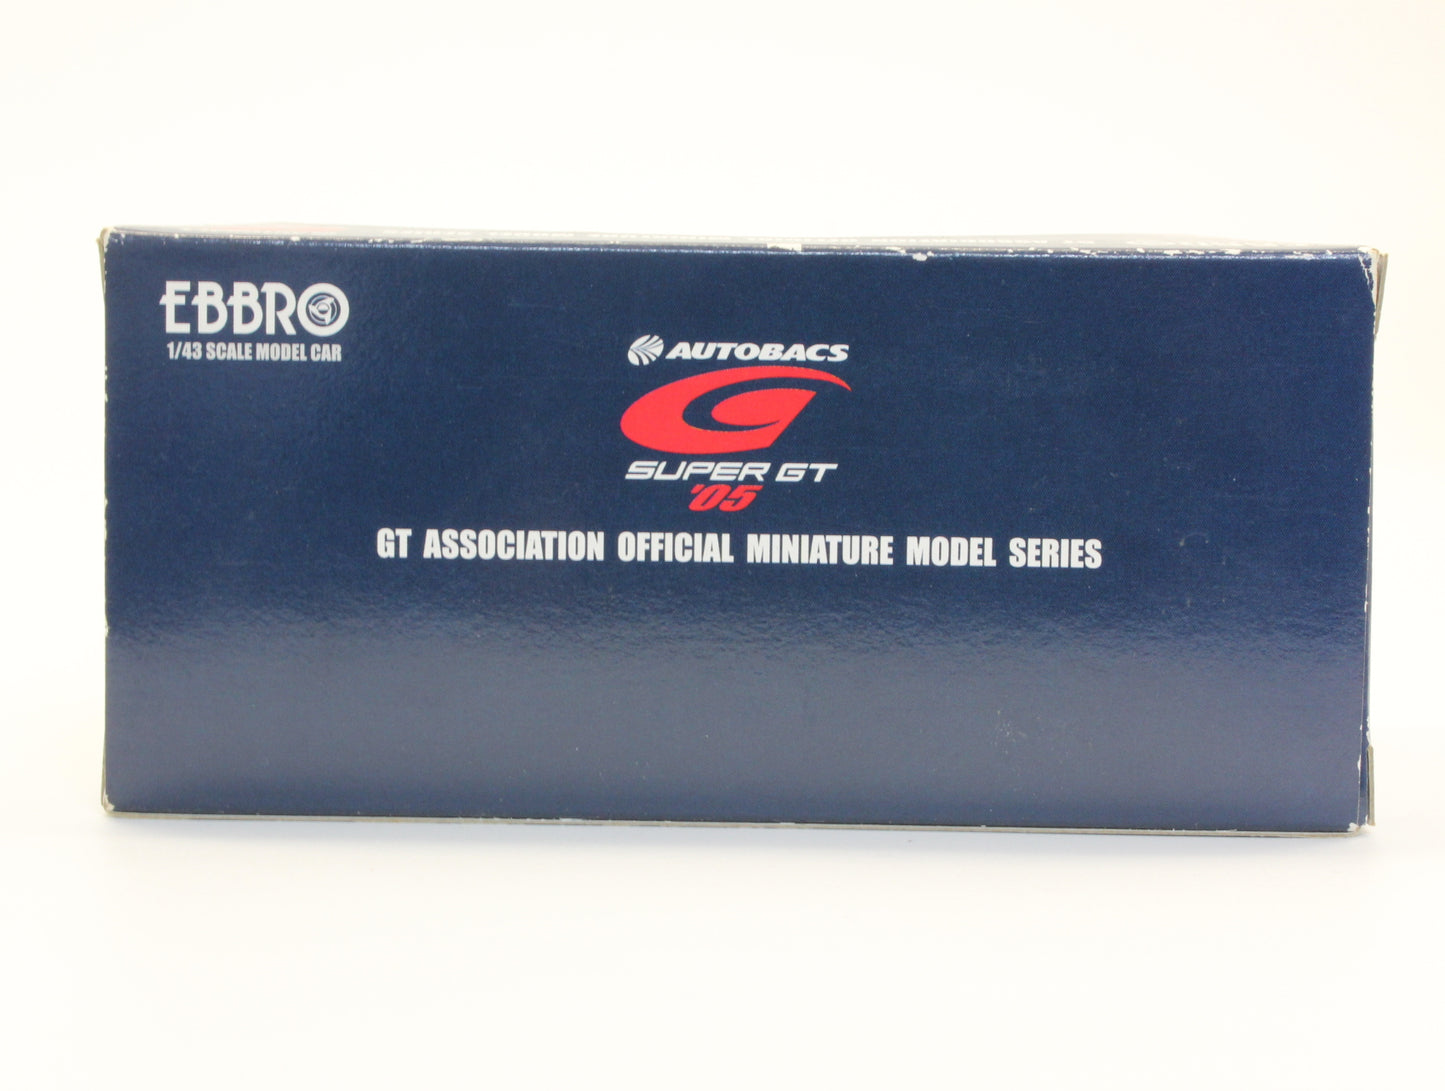 EBBRO
1/43 SCALE MODEL CAR
AUTOBACS
SUPER GT
'05
GT ASSOCIATION OFFICIAL MINIATURE MODEL SERIES